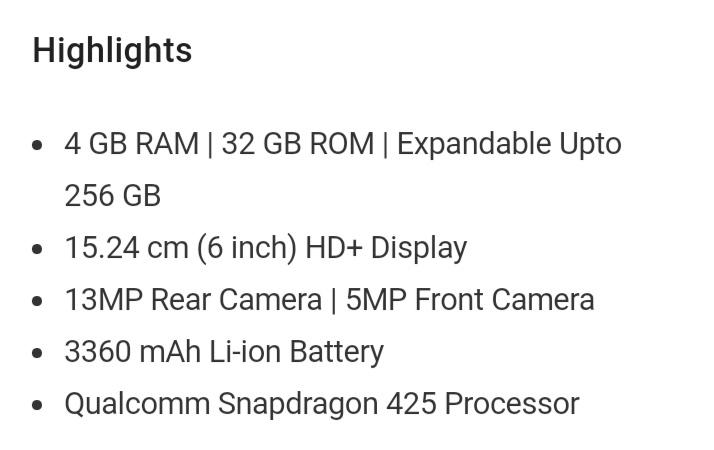 Highlights
4 GB RAM | 32 GB ROM | Expandable Upto
256 GB
15.24 cm (6 inch) HD+ Display
13MP Rear Camera | 5MP Front Camera
3360 mAh Li-ion Battery
Qualcomm Snapdragon 425 Processor